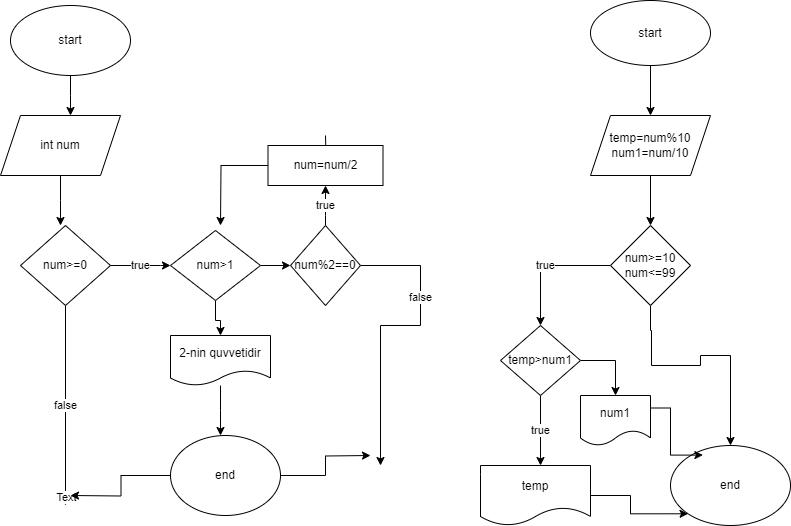 start
int num
num>=0
true
num>1
num%2==0
true
num=num/2
false
2-nin quvvetidir
false
end
Text
start
temp=num%10
num1=num/10
num>=10
num<=99
true
temp>num1
num1
true
temp
end